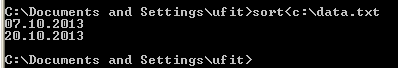 C:\Documents and Settings\ufit>sort<c:\data.txt
07.10.2013
20.10.2013
C:\Documents and Settings\ufit>